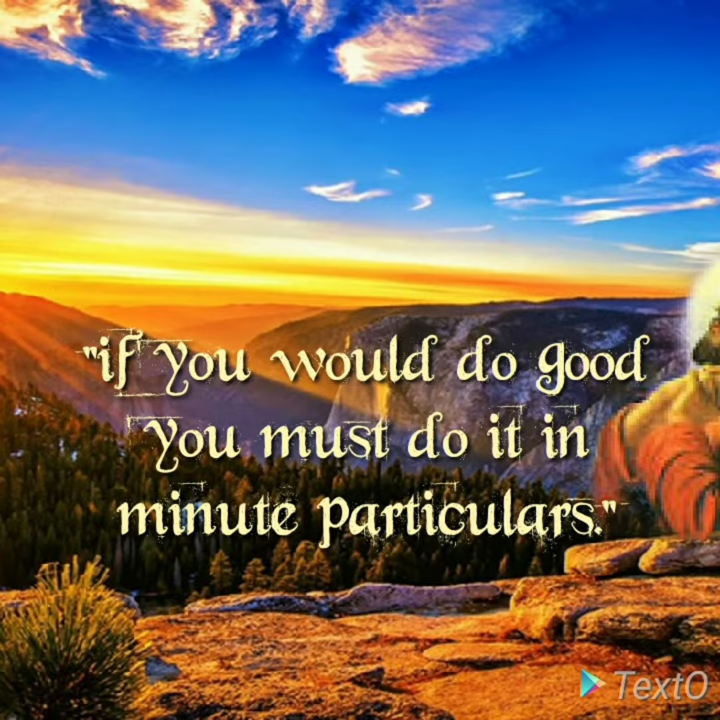 "if you would do good
you must do it in
minute particulars."
TextO